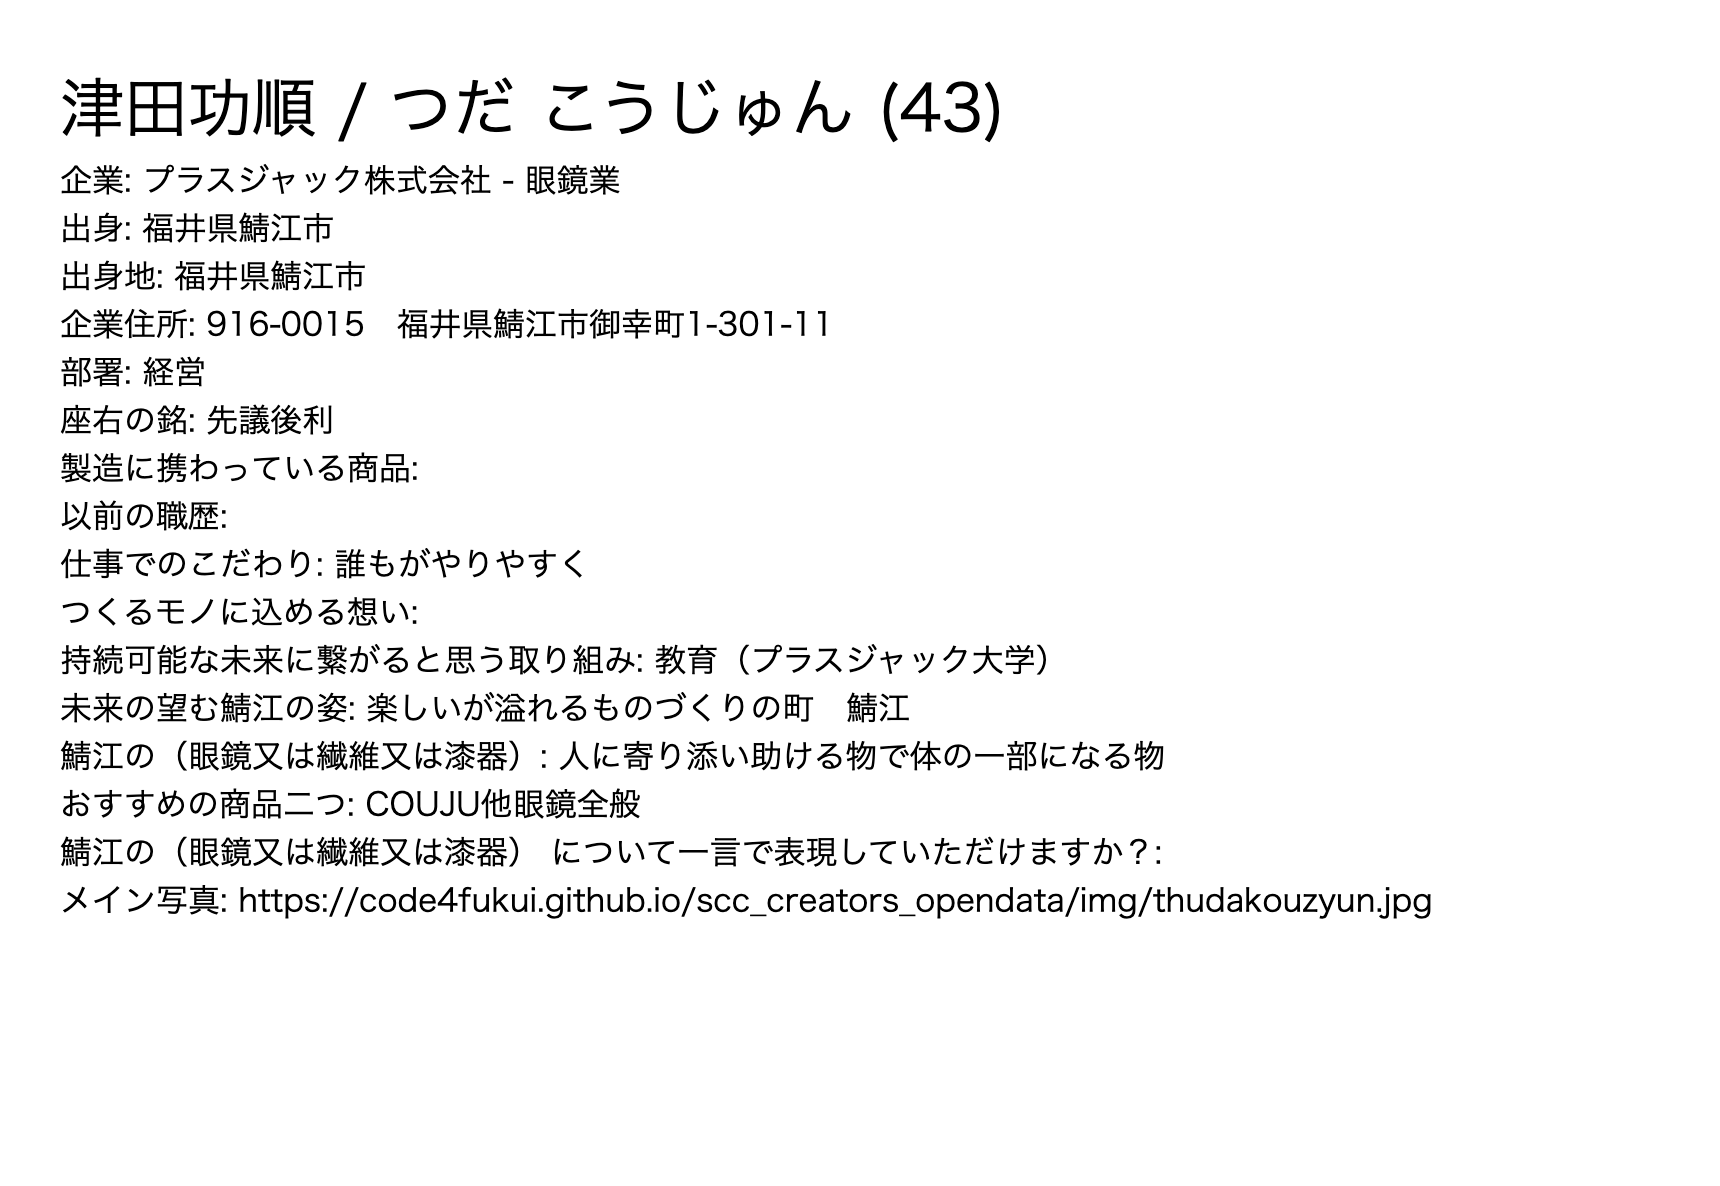 津田功順 / つだ こうじゅん (43)
企業: プラスジャック株式会社 - 眼鏡業
出身: 福井県鯖江市
出身地: 福井県鯖江市
企業住所: 916-0015　福井県鯖江市御幸町1-301-11
部署: 経営
座右の銘: 先議後利
製造に携わっている商品:
以前の職歴:
仕事でのこだわり: 誰もがやりやすく
つくるモノに込める想い:
持続可能な未来に繋がると思う取り組み: 教育（プラスジャック大学）
未来の望む鯖江の姿: 楽しいが溢れるものづくりの町　鯖江
鯖江の（眼鏡又は繊維又は漆器）: 人に寄り添い助ける物で体の一部になる物
おすすめの商品二つ: COUJU他眼鏡全般
鯖江の（眼鏡又は繊維又は漆器） について一言で表現していただけますか？:
メイン写真: https://code4fukui.github.io/scc_creators_opendata/img/thudakouzyun.jpg